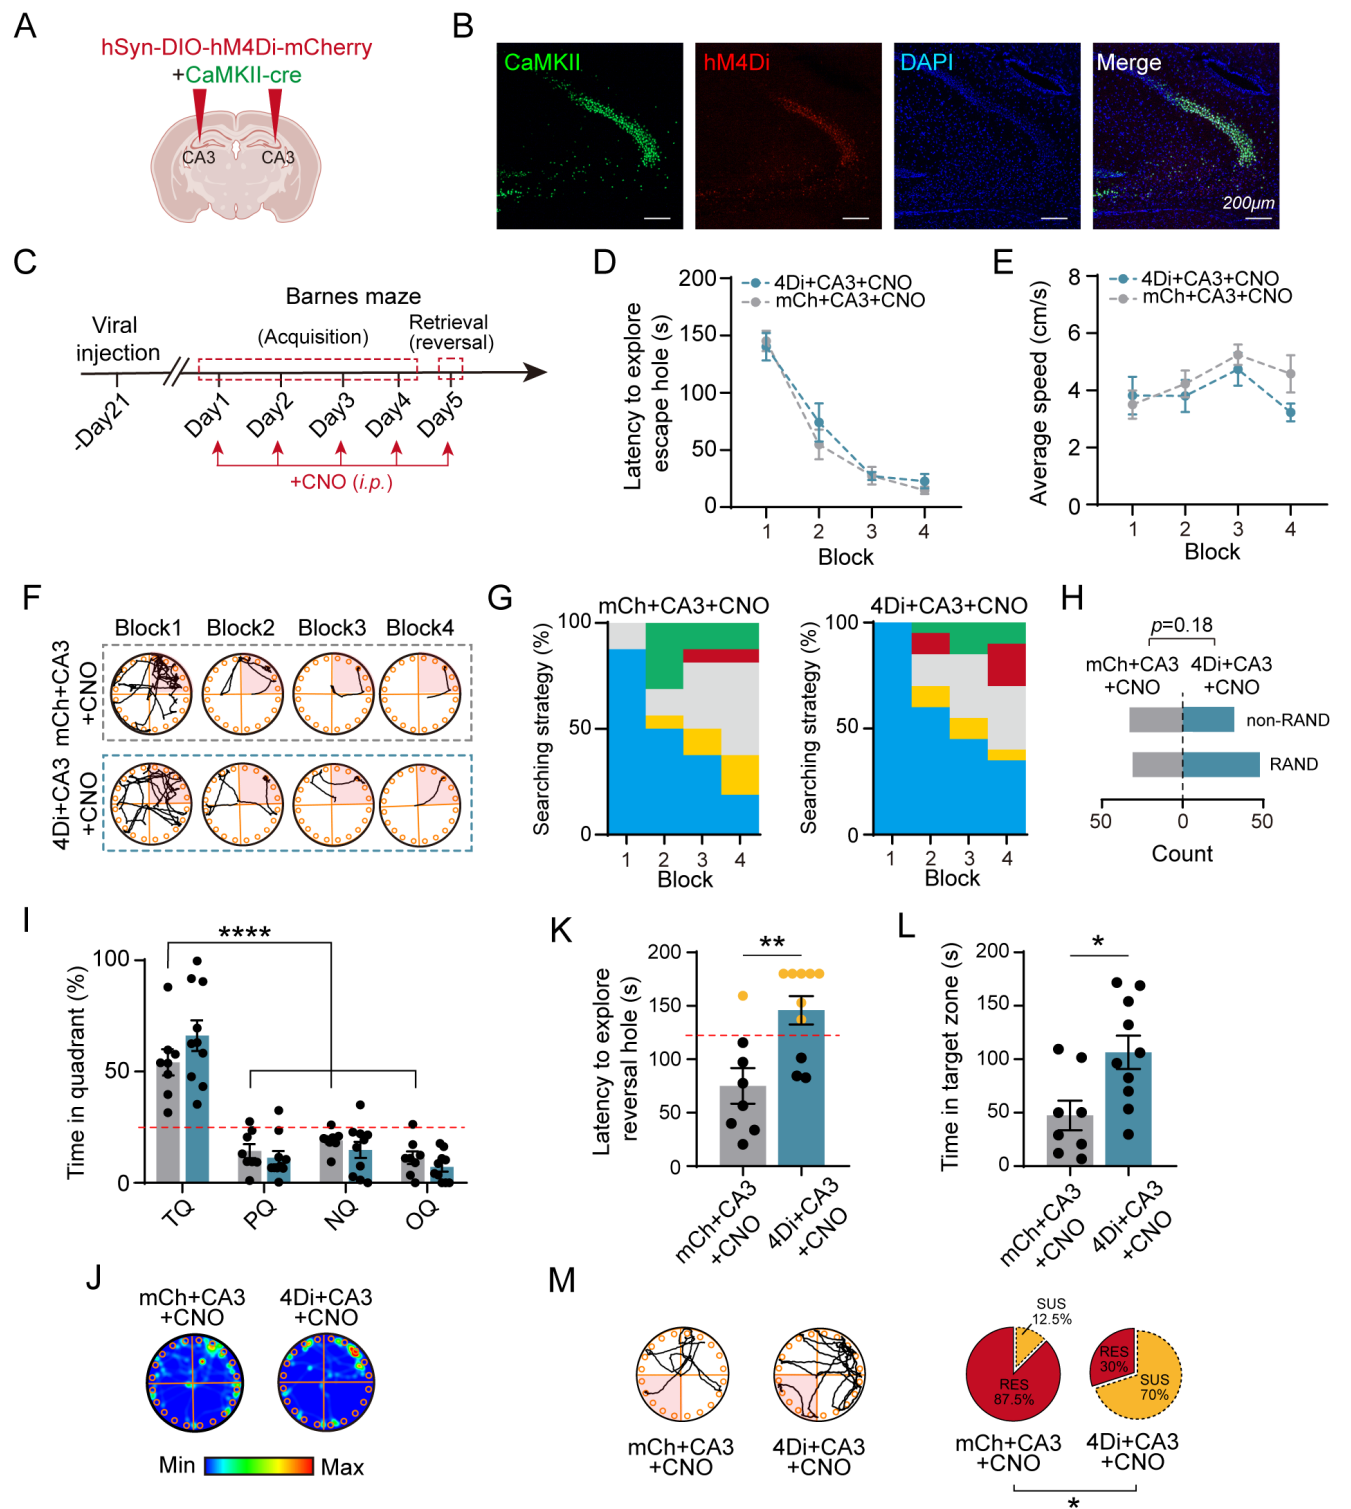 A
hSyn-DIO-hM4Di-mCherry
+CaMKII-cre
CA3
CA3
B
CaMKII
hM4Di
DAPI
Merge
200μm
C
Barnes maze
Viral
injection
(Acquisition)
Retrieval
(reversal)
-Day21
Day1
Day2
Day3
Day4
Day5
+CNO (i.p.)
D
Latency to explore
escape hole (s)
200
150
100
50
0
4Di+CA3+CNO
mCh+CA3+CNO
1 2 3 4
Block
E
Average speed (cm/s)
8
6
4
2
0
4Di+CA3+CNO
mCh+CA3+CNO
1 2 3 4
Block
F
Block1 Block2 Block3 Block4
mCh+CA3
+CNO
4Di+CA3
+CNO
G
mCh+CA3+CNO
Searching strategy (%)
100
50
0
1 2 3 4
Block
4Di+CA3+CNO
Searching strategy (%)
100
50
0
1 2 3 4
Block
H
p=0.18
mCh+CA3
+CNO
4Di+CA3
+CNO
non-RAND
RAND
50 0 50
Count
I
****
Time in quadrant (%)
100
50
0
TQ
PQ
NQ
OQ
J
mCh+CA3
+CNO
4Di+CA3
+CNO
Min
Max
K
**
Latency to explore
reversal hole (s)
200
150
100
50
0
mCh+CA3
+CNO
4Di+CA3
+CNO
L
*
Time in target zone (s)
200
150
100
50
0
mCh+CA3
+CNO
4Di+CA3
+CNO
M
mCh+CA3
+CNO
4Di+CA3
+CNO
SUS
12.5%
RES
87.5%
RES
30%
SUS
70%
mCh+CA3
+CNO
4Di+CA3
+CNO
*